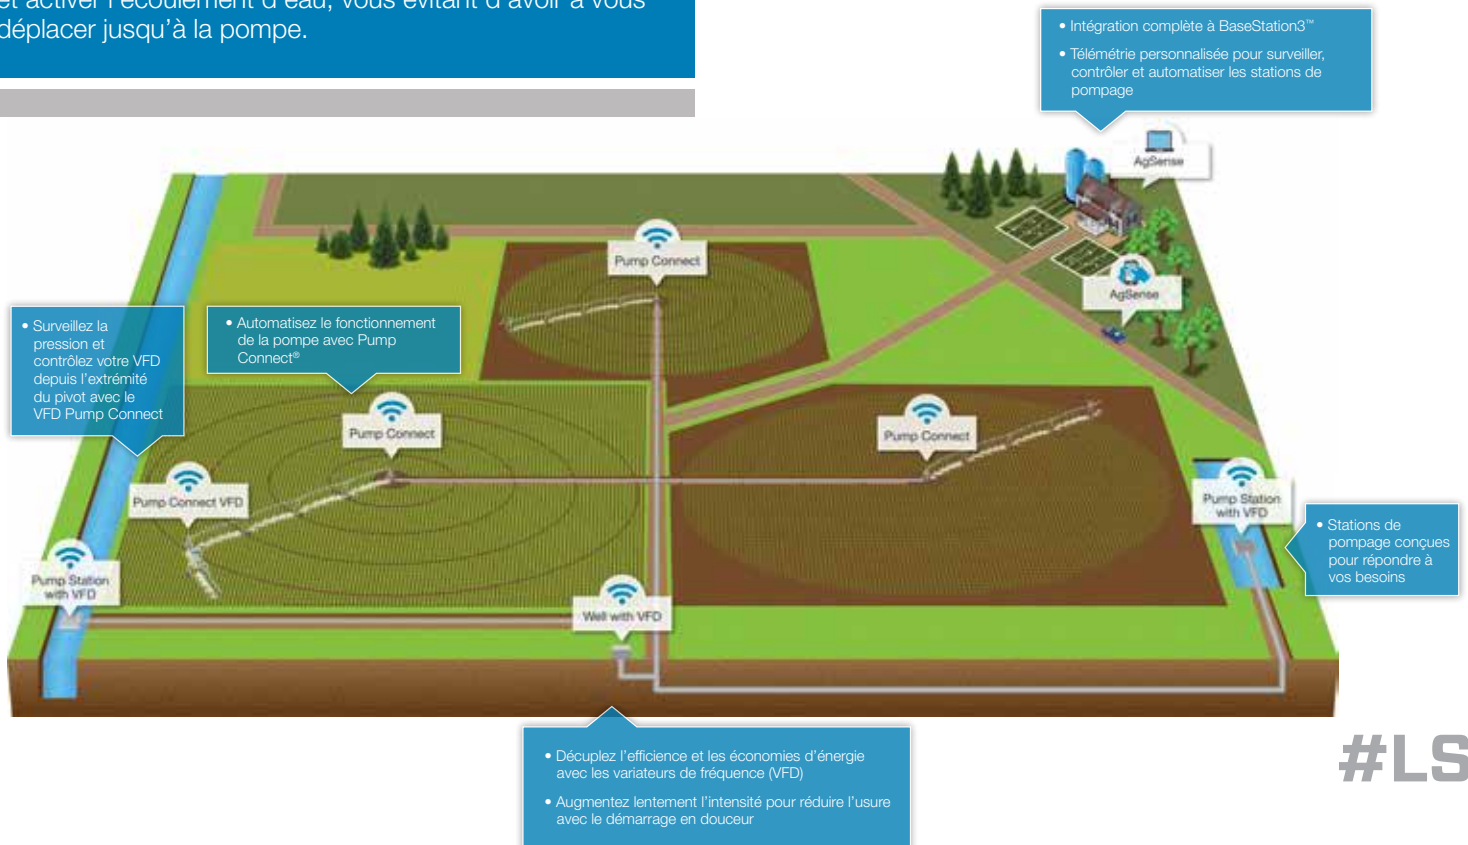 et activer l'écoulement d'eau, vous évitant d'avoir à vous
déplacer jusqu'à la pompe.
• Intégration complète à BaseStation3™
• Télémétrie personnalisée pour surveiller,
contrôler et automatiser les stations de
pompage
AgSense
AgSense
Pump Connect
• Surveillez la
pression et
contrôlez votre VFD
depuis l'extrémité
du pivot avec le
VFD Pump Connect
• Automatisez le fonctionnement
de la pompe avec Pump
Connect®
Pump Connect
Pump Connect
Pump Connect VFD
Pump Station
with VFD
• Stations de
pompage conçues
pour répondre à
vos besoins
Pump Station
with VFD
Well with VFD
• Décuplez l'efficience et les économies d'énergie
avec les variateurs de fréquence (VFD)
• Augmentez lentement l'intensité pour réduire l'usure
avec le démarrage en douceur
#LS